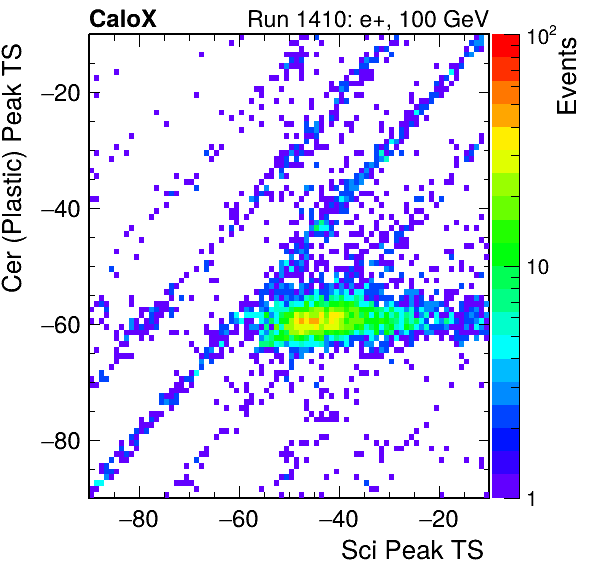 CaloX Run 1410: e+, 100 GeV
Cer (Plastic) Peak TS
−20
−40
−60
−80
−80 −60 −40 −20
Sci Peak TS
10²
10
1
Events